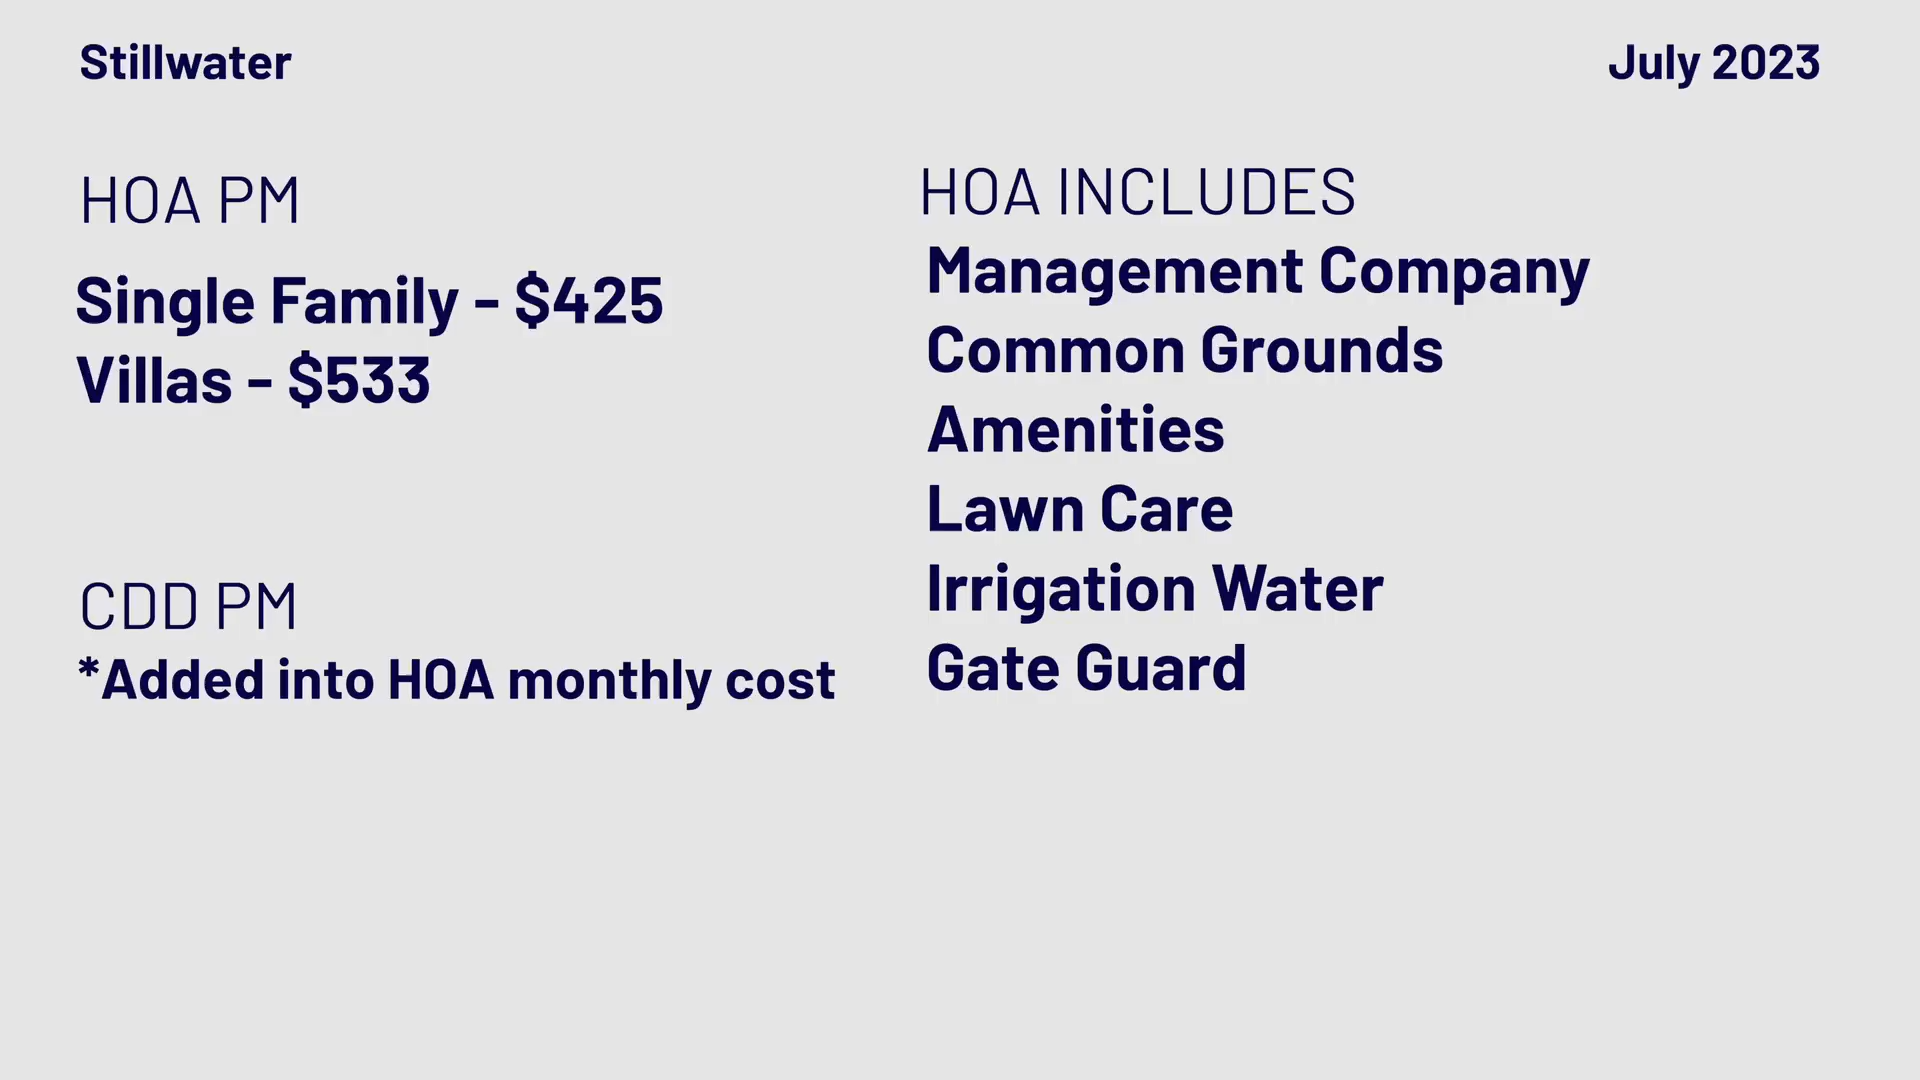 Stillwater
July 2023
HOA PM
Single Family - $425
Villas - $533
CDD PM
*Added into HOA monthly cost
HOA INCLUDES
Management Company
Common Grounds
Amenities
Lawn Care
Irrigation Water
Gate Guard